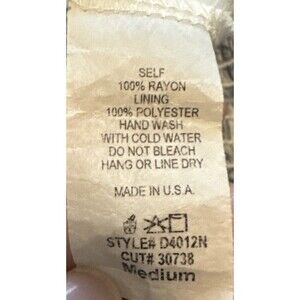 SELF
100% RAYON
LINING
100% POLYESTER
HAND WASH
WITH COLD WATER
DO NOT BLEACH
HANG OR LINE DRY
MADE IN U.S.A.
STYLE# D4012N
CUT# 30738
Medium